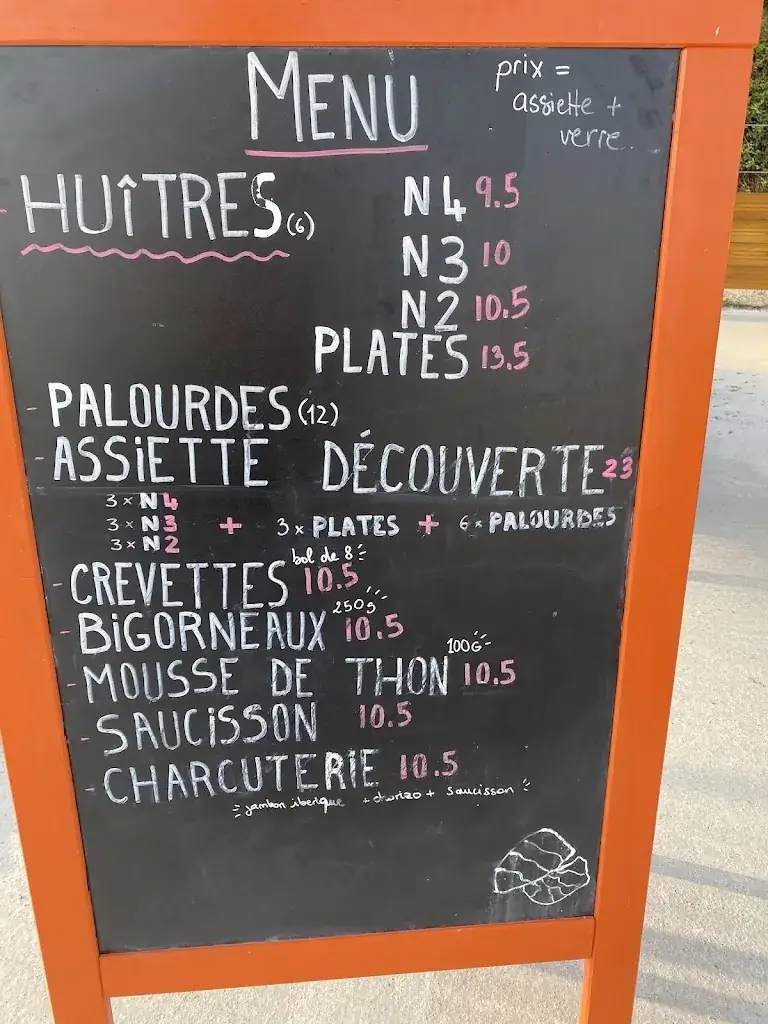 MENU
prix =
assiette +
verre.
- HUîTRES (6)
N4 9.5
N3 10
N2 10.5
PLATES 13.5
- PALOURDES (12)
- ASSiETTE DÉCOUVERTE 23
3 × N4
3 × N3 + 3 × PLATES + 6 × PALOURDES
3 × N2
bol de 8
- CREVETTES 10.5
250g
- BiGORNEAUX 10.5
100G
- MOUSSE DE THON 10.5
- SAUCiSSON 10.5
- CHARCUTERIE 10.5
jambon iberique + chorizo + saucisson